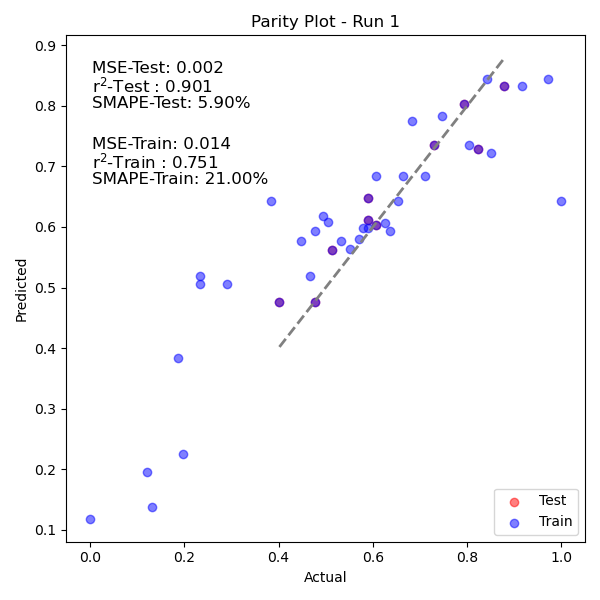 Parity Plot - Run 1
MSE-Test: 0.002
r²-Test : 0.901
SMAPE-Test: 5.90%
MSE-Train: 0.014
r²-Train : 0.751
SMAPE-Train: 21.00%
0.9
0.8
0.7
0.6
0.5
0.4
0.3
0.2
0.1
Predicted
0.0 0.2 0.4 0.6 0.8 1.0
Actual
Test
Train